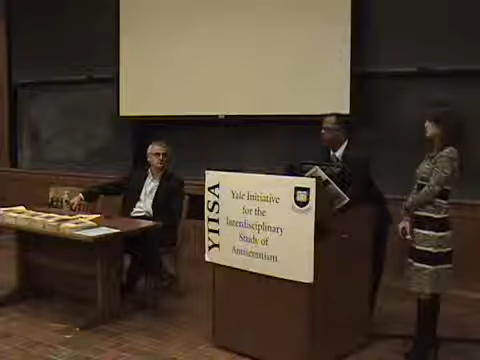 YIISA
Yale Initiative
for the
Interdisciplinary
Study of
Antisemitism